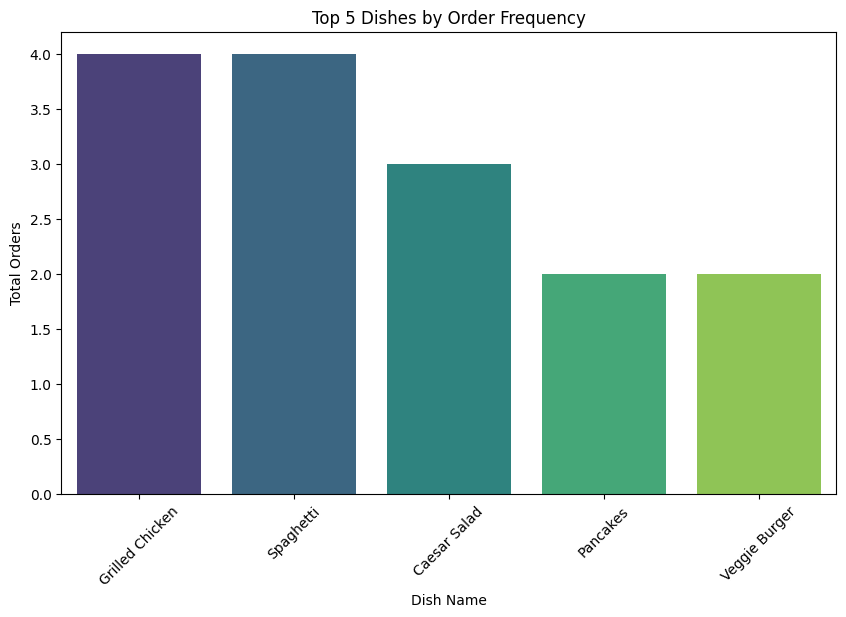 Top 5 Dishes by Order Frequency
Total Orders
4.0
3.5
3.0
2.5
2.0
1.5
1.0
0.5
0.0
Grilled Chicken
Spaghetti
Caesar Salad
Pancakes
Veggie Burger
Dish Name